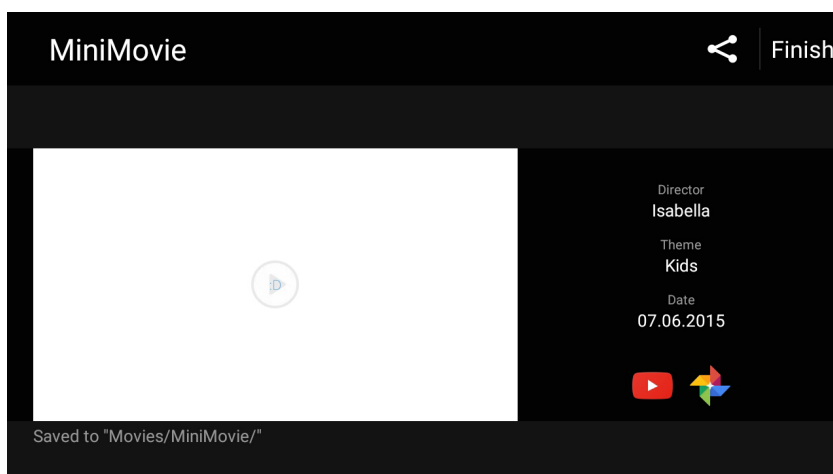 MiniMovie
Finish
Director
Isabella
Theme
Kids
Date
07.06.2015
Saved to "Movies/MiniMovie/"